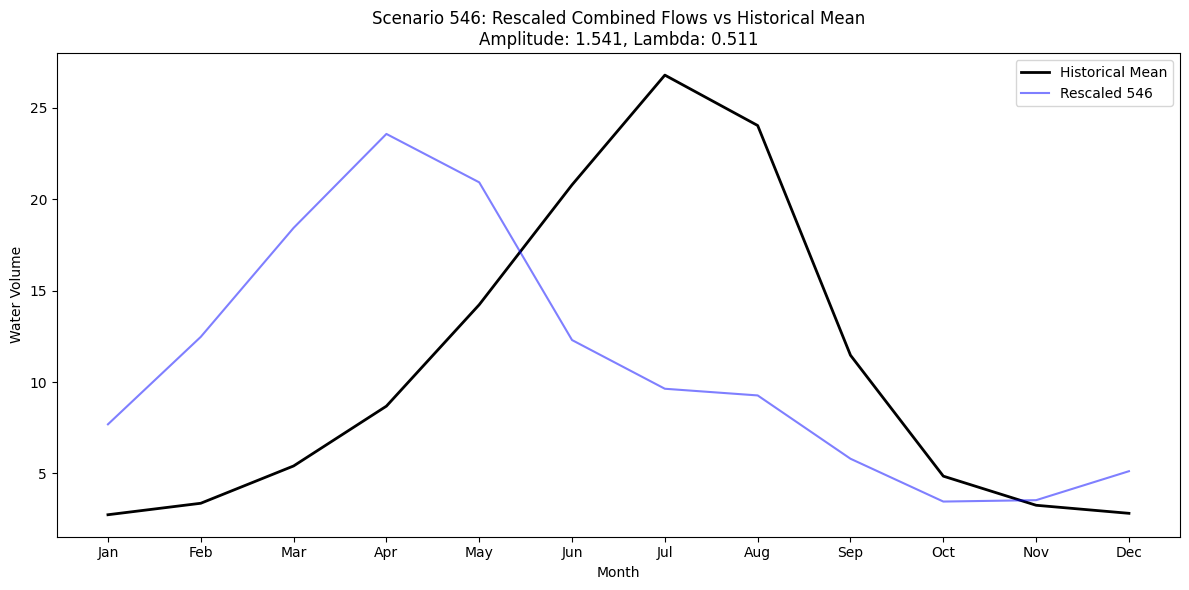 Scenario 546: Rescaled Combined Flows vs Historical Mean
Amplitude: 1.541, Lambda: 0.511
Historical Mean
Rescaled 546
Water Volume
25
20
15
10
5
Jan Feb Mar Apr May Jun Jul Aug Sep Oct Nov Dec
Month